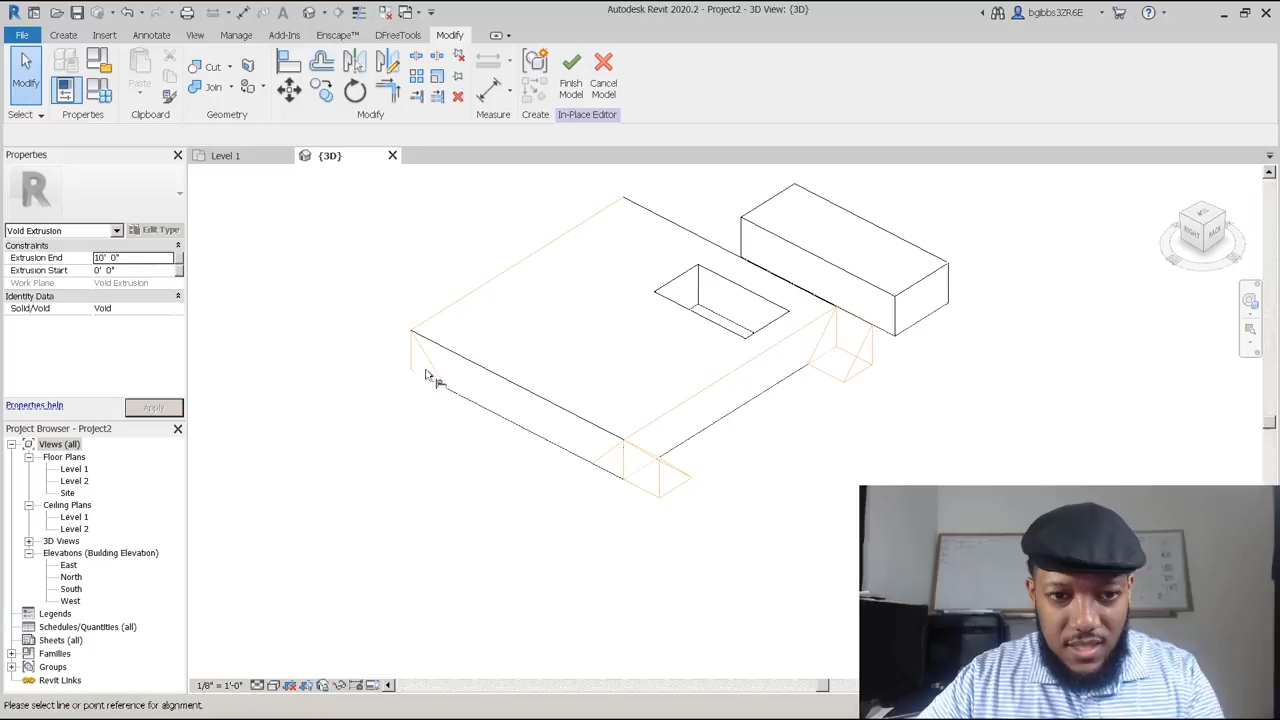 Autodesk Revit 2020.2 - Project2 - 3D View: {3D}
bgibbs3ZR6E
File Create Insert Annotate View Manage Add-Ins Enscape™ DFreeTools Modify
Modify
Paste
Cut
Join
Finish Model
Cancel Model
Select Properties Clipboard Geometry Modify Measure Create In-Place Editor
Properties
Level 1
{3D}
Void Extrusion
Edit Type
Constraints
Extrusion End 10' 0"
Extrusion Start 0' 0"
Work Plane Void Extrusion
Identity Data
Solid/Void Void
Properties help
Apply
Project Browser - Project2
Views (all)
Floor Plans
Level 1
Level 2
Site
Ceiling Plans
Level 1
Level 2
3D Views
Elevations (Building Elevation)
East
North
South
West
Legends
Schedules/Quantities (all)
Sheets (all)
Families
Groups
Revit Links
RIGHT
BACK
1/8" = 1'-0"
Please select line or point reference for alignment.